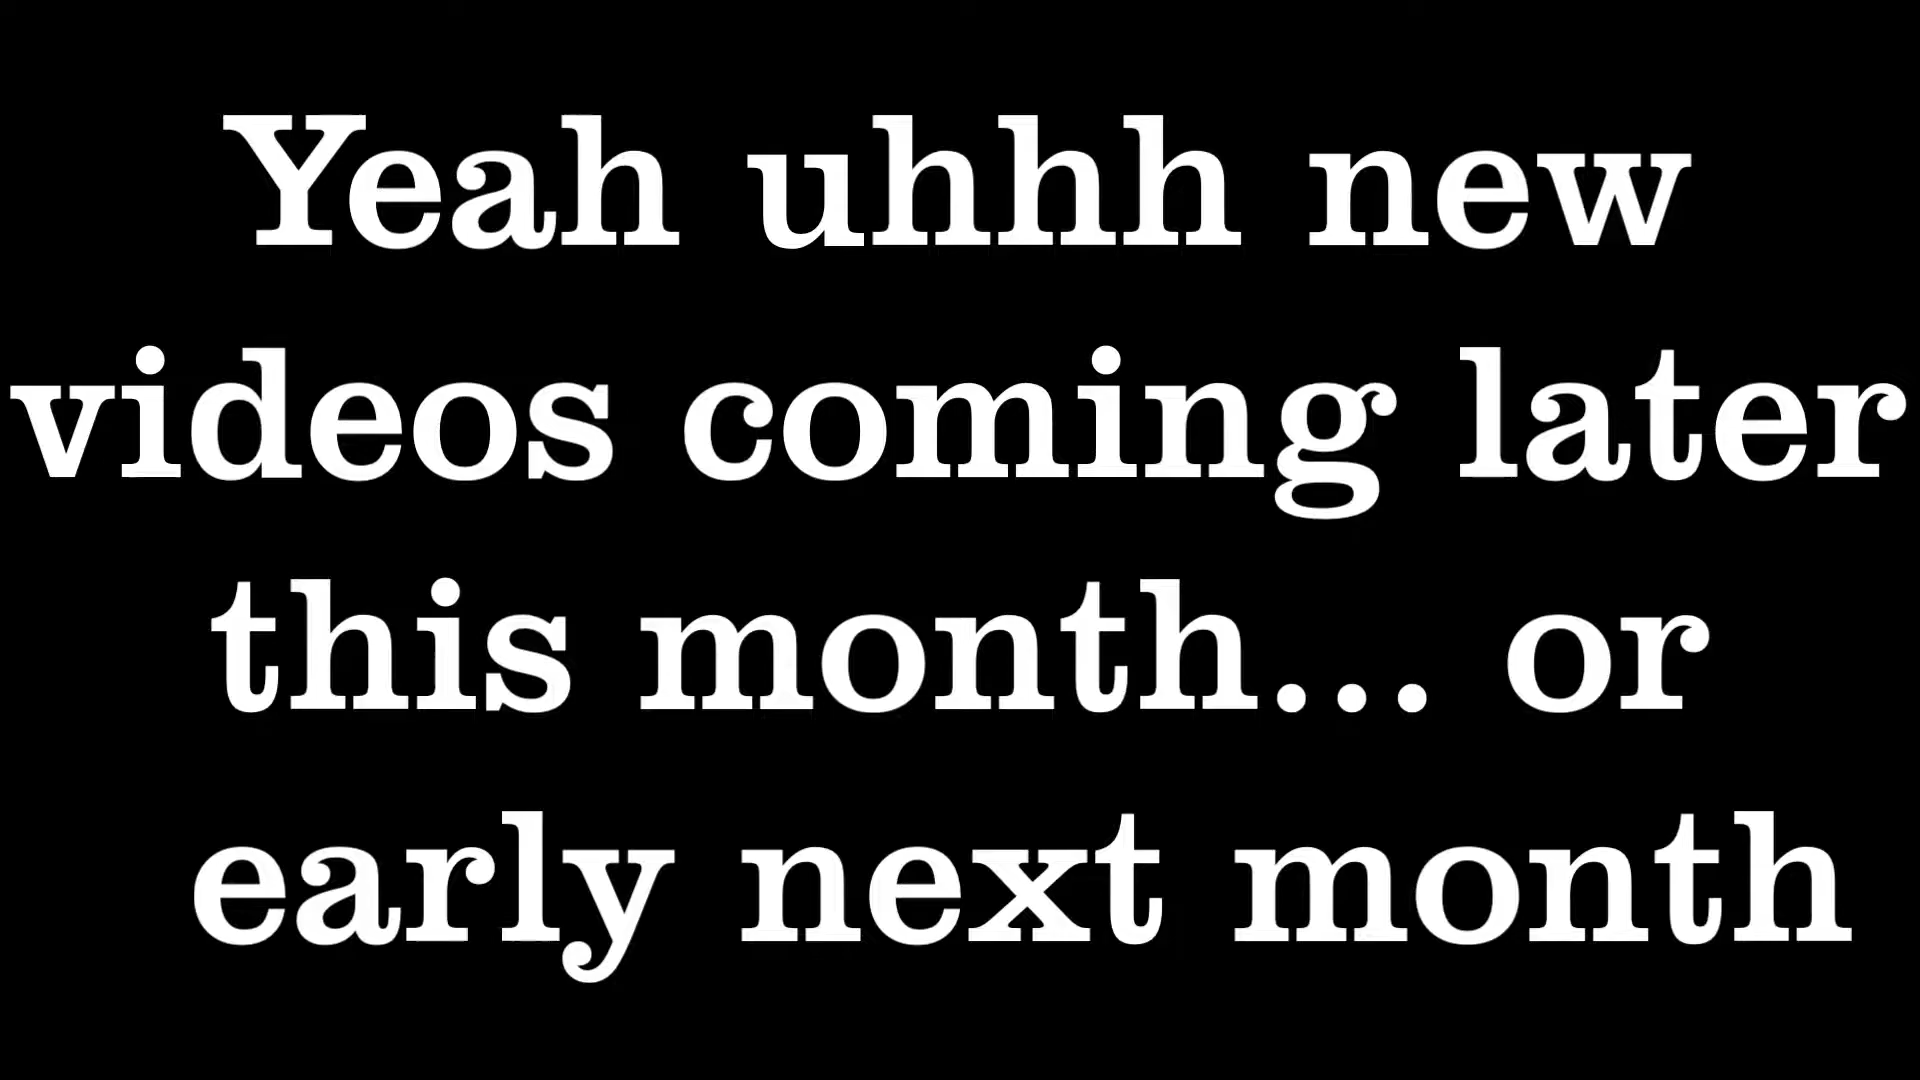 Yeah uhhh new
videos coming later
this month... or
early next month